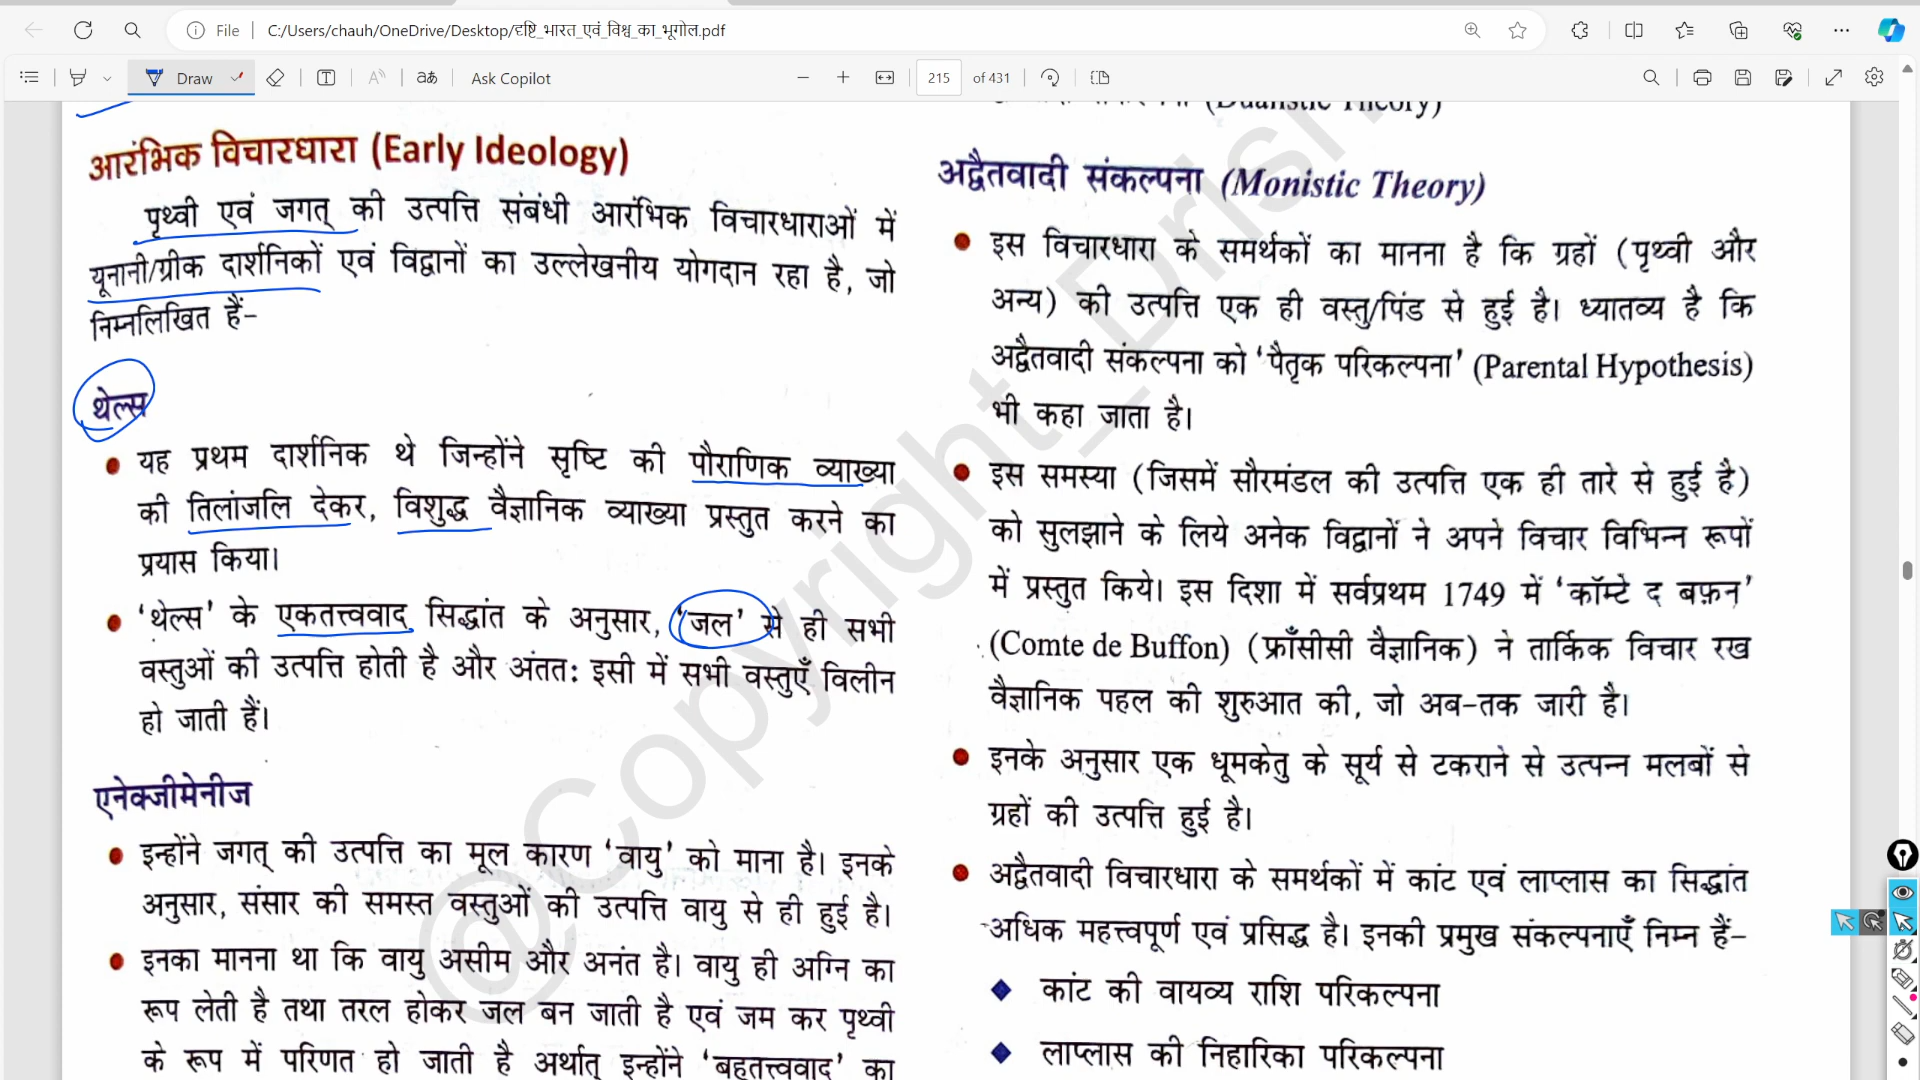 File
C:/Users/chauh/OneDrive/Desktop/दृष्टि_भारत_एवं_विश्व_का_भूगोल.pdf
Draw
Ask Copilot
215 of 431
(Dualistic Theory)
आरंभिक विचारधारा (Early Ideology)
पृथ्वी एवं जगत् की उत्पत्ति संबंधी आरंभिक विचारधाराओं में
यूनानी/ग्रीक दार्शनिकों एवं विद्वानों का उल्लेखनीय योगदान रहा है, जो
निम्नलिखित हैं-
थेल्स
यह प्रथम दार्शनिक थे जिन्होंने सृष्टि की पौराणिक व्याख्या
की तिलांजलि देकर, विशुद्ध वैज्ञानिक व्याख्या प्रस्तुत करने का
प्रयास किया।
'थेल्स' के एकतत्त्ववाद सिद्धांत के अनुसार, 'जल' से ही सभी
वस्तुओं की उत्पत्ति होती है और अंतत: इसी में सभी वस्तुएँ विलीन
हो जाती हैं।
एनेक्जीमेनीज
इन्होंने जगत् की उत्पत्ति का मूल कारण 'वायु' को माना है। इनके
अनुसार, संसार की समस्त वस्तुओं की उत्पत्ति वायु से ही हुई है।
इनका मानना था कि वायु असीम और अनंत है। वायु ही अग्नि का
रूप लेती है तथा तरल होकर जल बन जाती है एवं जम कर पृथ्वी
के रूप में परिणत हो जाती है अर्थात् इन्होंने 'बहुतत्त्ववाद' का
अद्वैतवादी संकल्पना (Monistic Theory)
इस विचारधारा के समर्थकों का मानना है कि ग्रहों (पृथ्वी और
अन्य) की उत्पत्ति एक ही वस्तु/पिंड से हुई है। ध्यातव्य है कि
अद्वैतवादी संकल्पना को 'पैतृक परिकल्पना' (Parental Hypothesis)
भी कहा जाता है।
इस समस्या (जिसमें सौरमंडल की उत्पत्ति एक ही तारे से हुई है)
को सुलझाने के लिये अनेक विद्वानों ने अपने विचार विभिन्न रूपों
में प्रस्तुत किये। इस दिशा में सर्वप्रथम 1749 में 'कॉम्टे द बफ़न'
(Comte de Buffon) (फ्राँसीसी वैज्ञानिक) ने तार्किक विचार रख
वैज्ञानिक पहल की शुरुआत की, जो अब-तक जारी है।
इनके अनुसार एक धूमकेतु के सूर्य से टकराने से उत्पन्न मलबों से
ग्रहों की उत्पत्ति हुई है।
अद्वैतवादी विचारधारा के समर्थकों में कांट एवं लाप्लास का सिद्धांत
अधिक महत्त्वपूर्ण एवं प्रसिद्ध है। इनकी प्रमुख संकल्पनाएँ निम्न हैं-
कांट की वायव्य राशि परिकल्पना
लाप्लास की निहारिका परिकल्पना